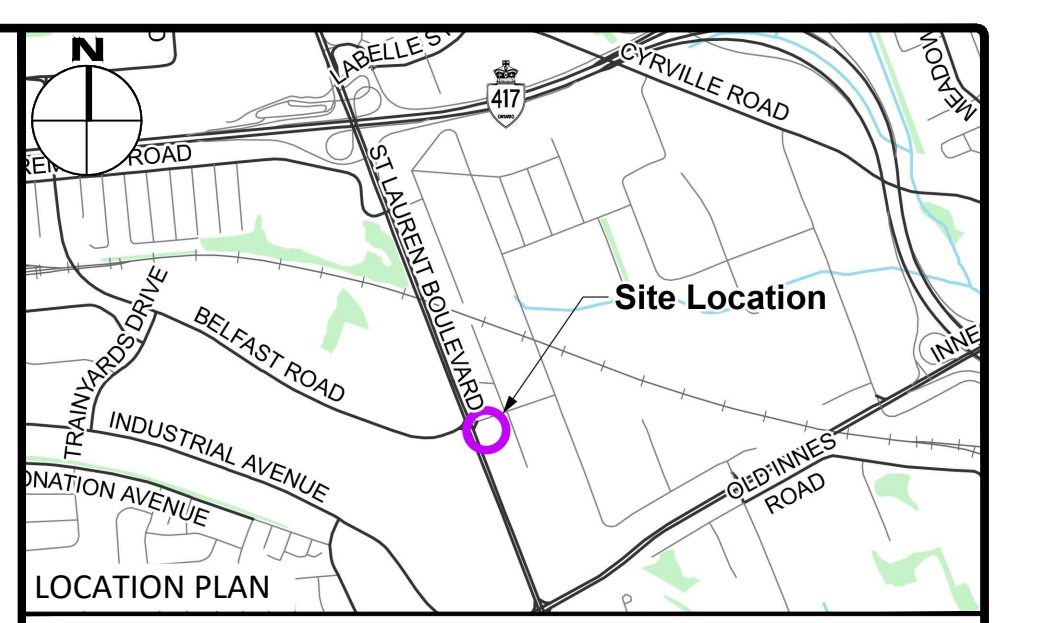 N
LABELLE ST
417
ONTARIO
CYRVILLE ROAD
MEADOW
ROAD
ST LAURENT BOULEVARD
Site Location
TRAINYARDS DRIVE
BELFAST ROAD
INNE
INDUSTRIAL AVENUE
OLD INNES
ROAD
ONATION AVENUE
LOCATION PLAN